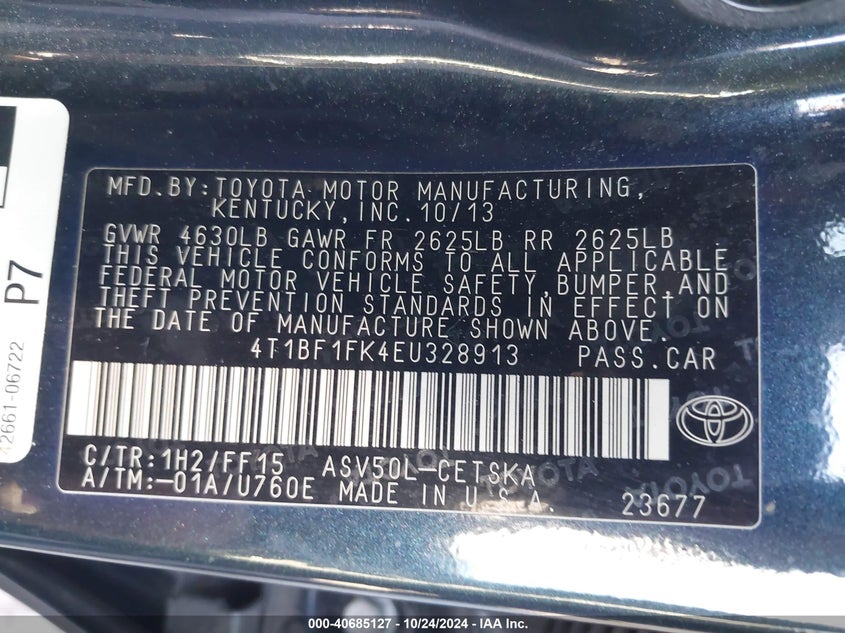 MFD.BY:TOYOTA MOTOR MANUFACTURING,
KENTUCKY,INC.10/13
GVWR 4630LB GAWR FR 2625LB RR 2625LB
THIS VEHICLE CONFORMS TO ALL APPLICABLE
FEDERAL MOTOR VEHICLE SAFETY,BUMPER,AND
THEFT PREVENTION STANDARDS IN EFFECT ON
THE DATE OF MANUFACTURE SHOWN ABOVE.
4T1BF1FK4EU328913 PASS.CAR
C/TR:1H2/FF15 ASV50L-CETSKA
A/TM:-01A/U760E MADE IN U.S.A. 23677
P7
42661-06722
TOYOTA
000-40685127 - 10/24/2024 - IAA Inc.